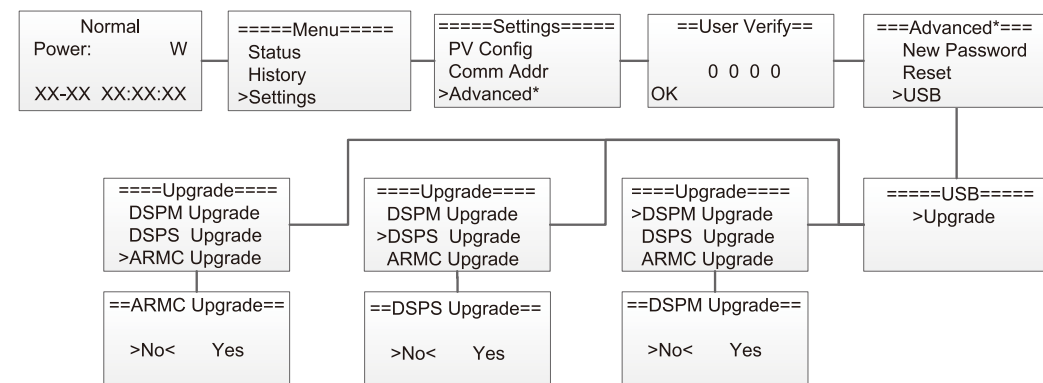 Normal
Power: W
XX-XX XX:XX:XX
=====Menu=====
Status
History
>Settings
=====Settings=====
PV Config
Comm Addr
>Advanced*
==User Verify==
0 0 0 0
OK
===Advanced*===
New Password
Reset
>USB
====Upgrade====
DSPM Upgrade
DSPS Upgrade
>ARMC Upgrade
====Upgrade====
DSPM Upgrade
>DSPS Upgrade
ARMC Upgrade
====Upgrade====
>DSPM Upgrade
DSPS Upgrade
ARMC Upgrade
=====USB=====
>Upgrade
==ARMC Upgrade==
>No< Yes
==DSPS Upgrade==
>No< Yes
==DSPM Upgrade==
>No< Yes